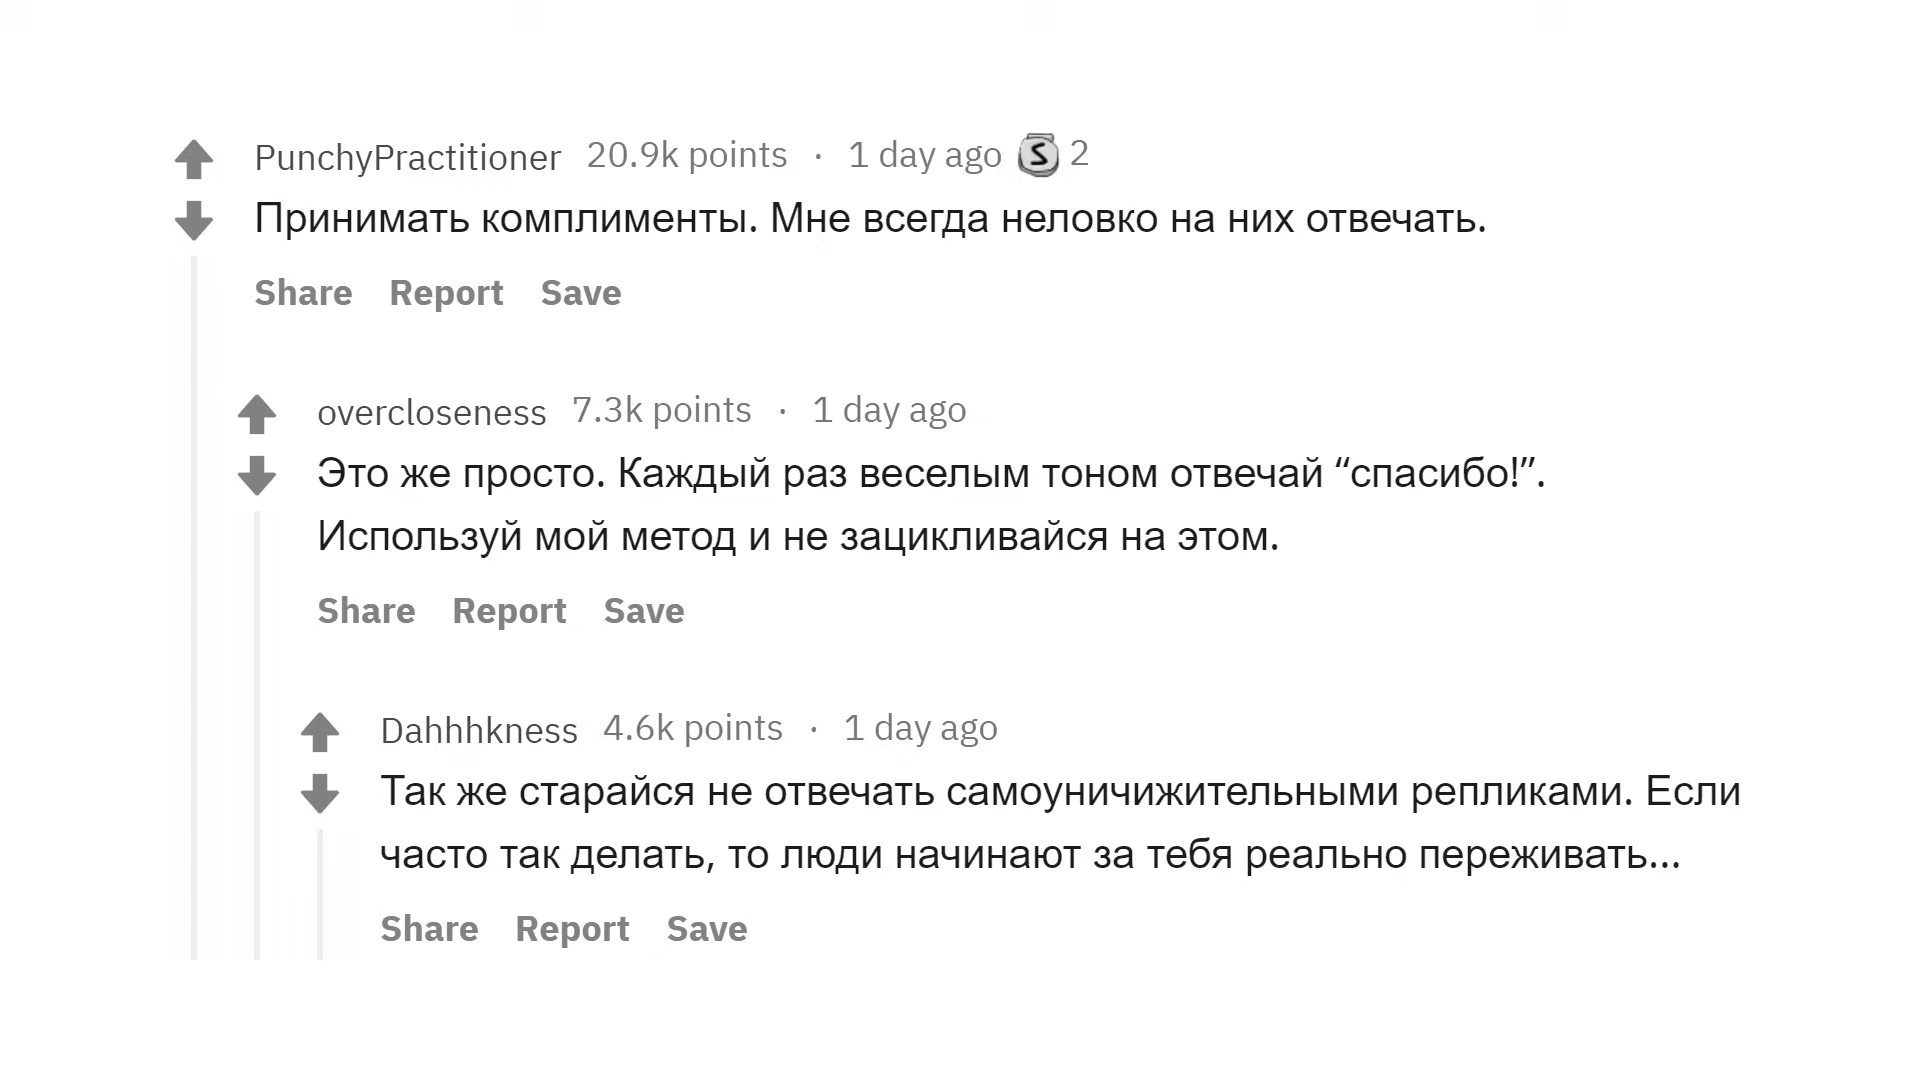 PunchyPractitioner 20.9k points · 1 day ago S 2
Принимать комплименты. Мне всегда неловко на них отвечать.
Share Report Save
overcloseness 7.3k points · 1 day ago
Это же просто. Каждый раз веселым тоном отвечай “спасибо!”.
Используй мой метод и не зацикливайся на этом.
Share Report Save
Dahhhkness 4.6k points · 1 day ago
Так же старайся не отвечать самоуничижительными репликами. Если
часто так делать, то люди начинают за тебя реально переживать...
Share Report Save